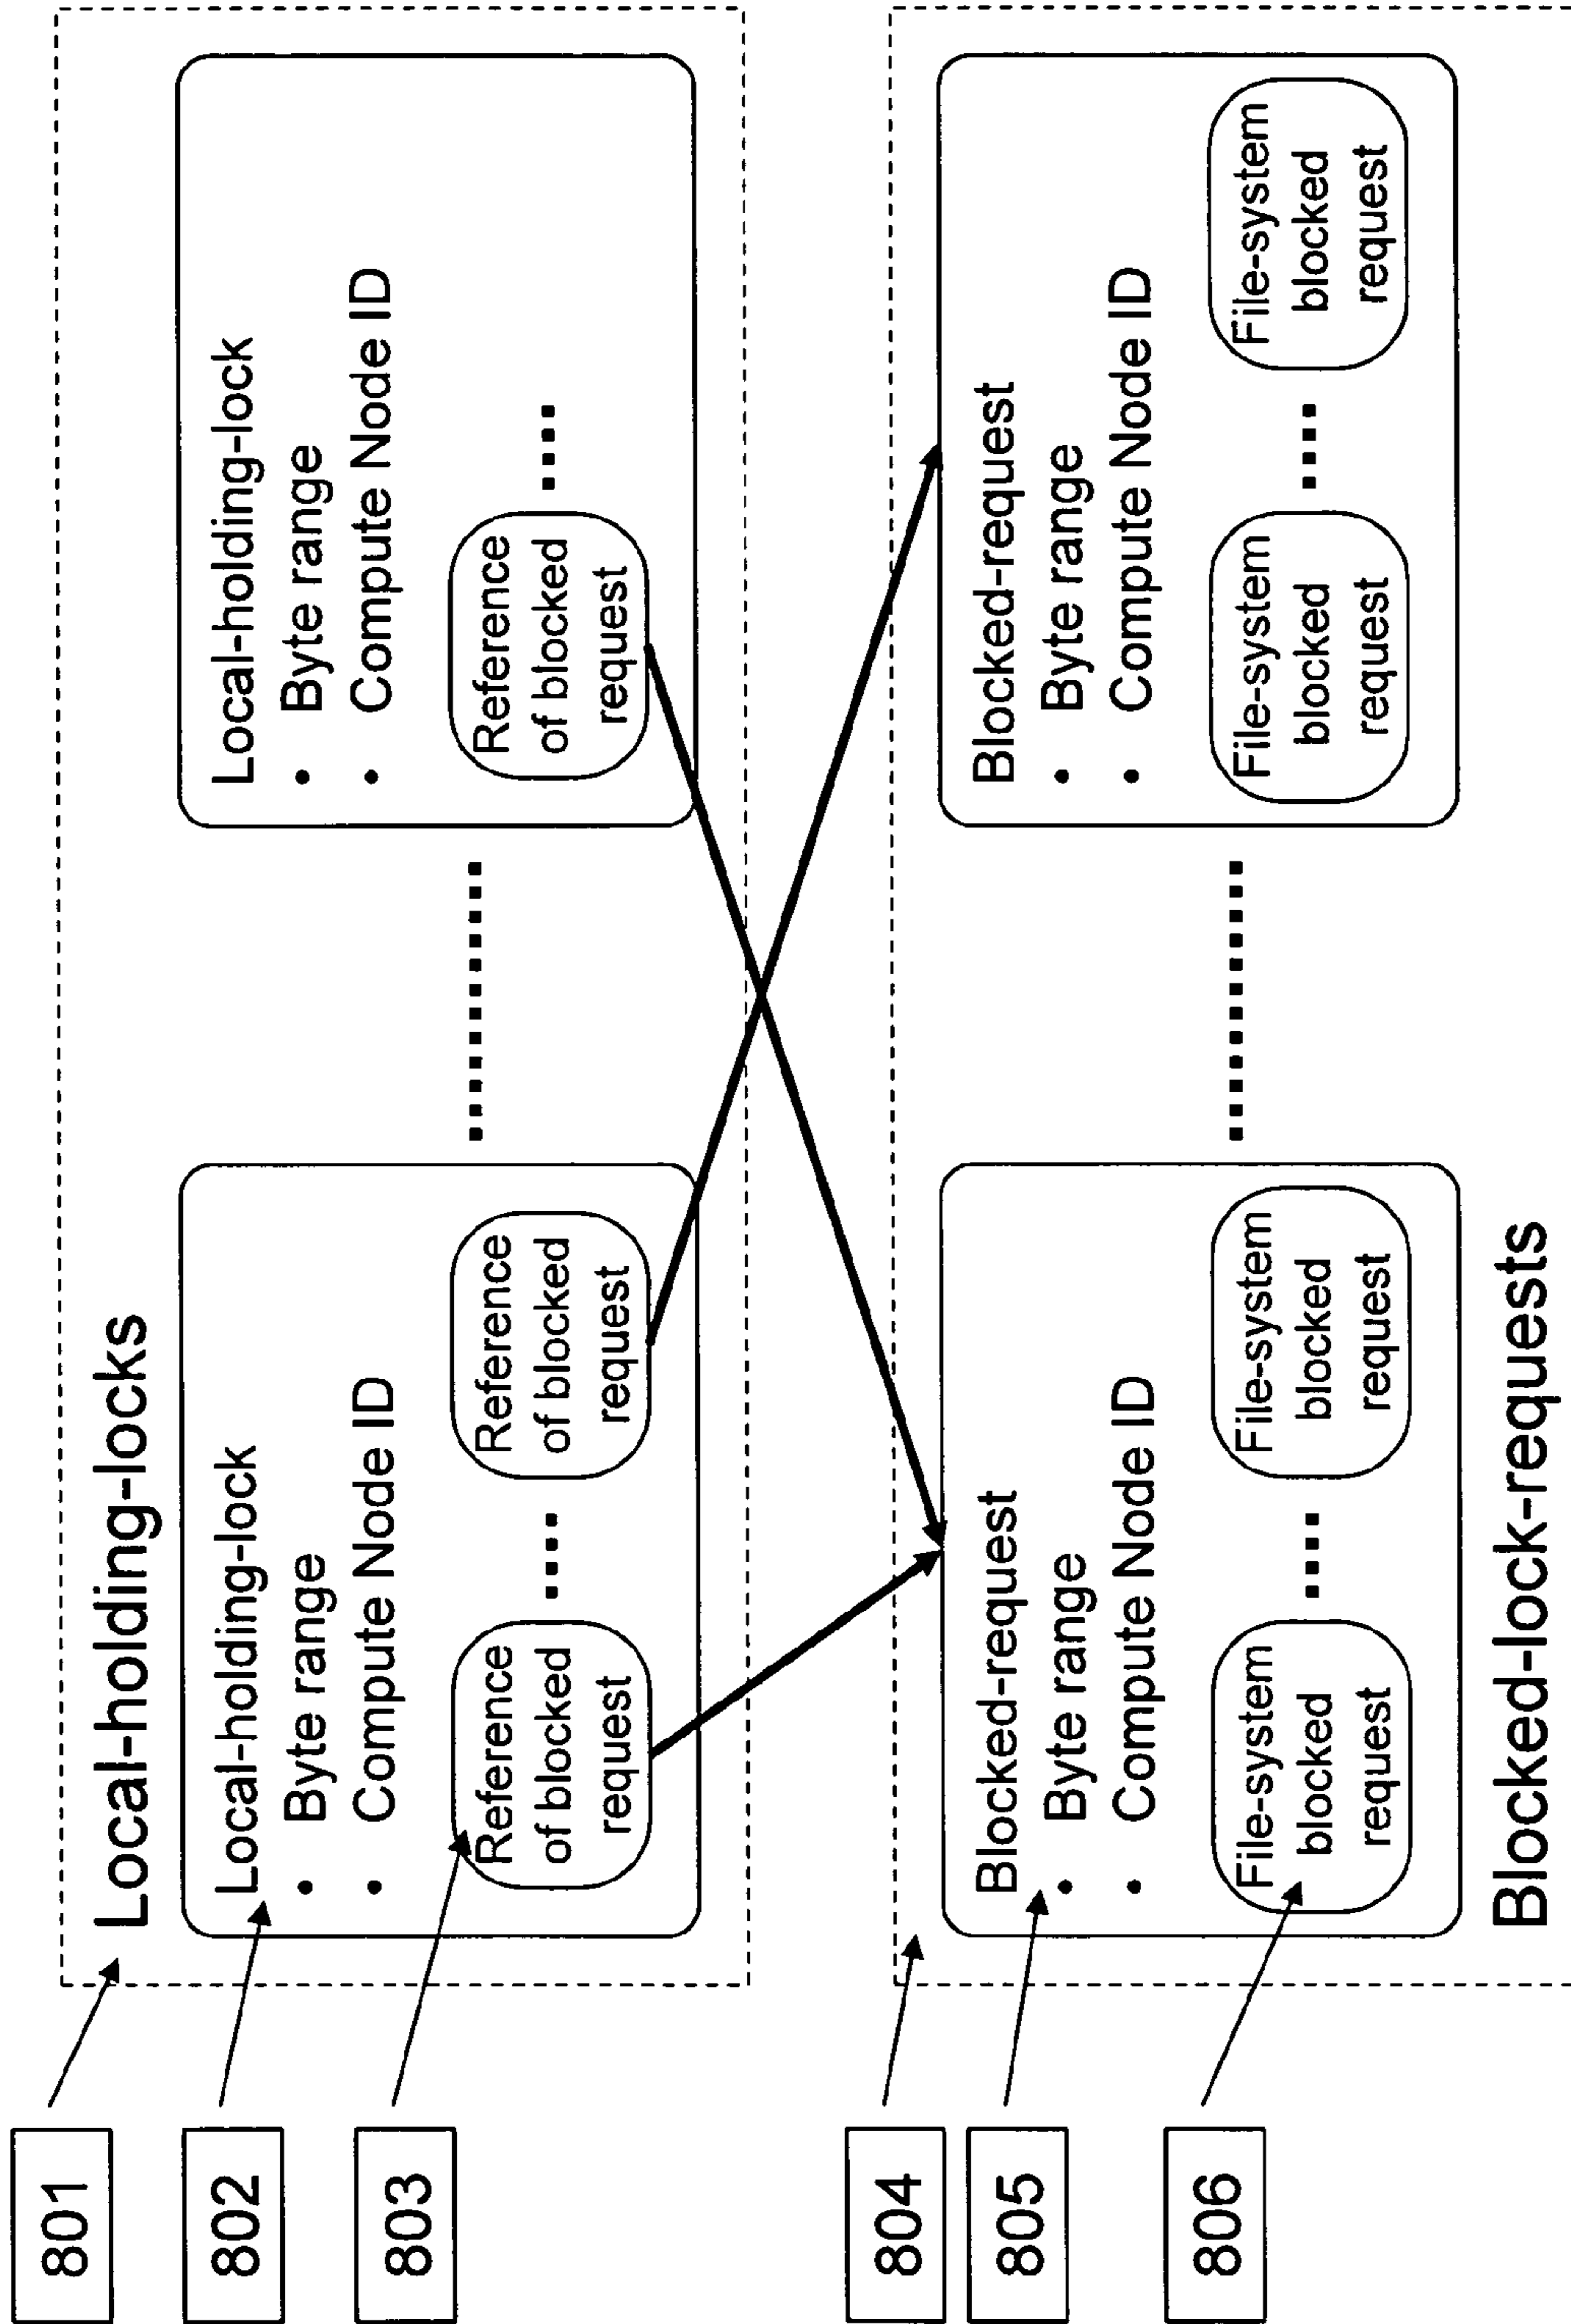 801
Local-holding-locks
802
Local-holding-lock
• Byte range
• Compute Node ID
803
Reference
of blocked
request
....
Reference
of blocked
request
............
Local-holding-lock
• Byte range
• Compute Node ID
Reference
of blocked
request
....
804
805
Blocked-request
• Byte range
• Compute Node ID
806
File-system
blocked
request
....
File-system
blocked
request
............
Blocked-request
• Byte range
• Compute Node ID
File-system
blocked
request
....
File-system
blocked
request
Blocked-lock-requests